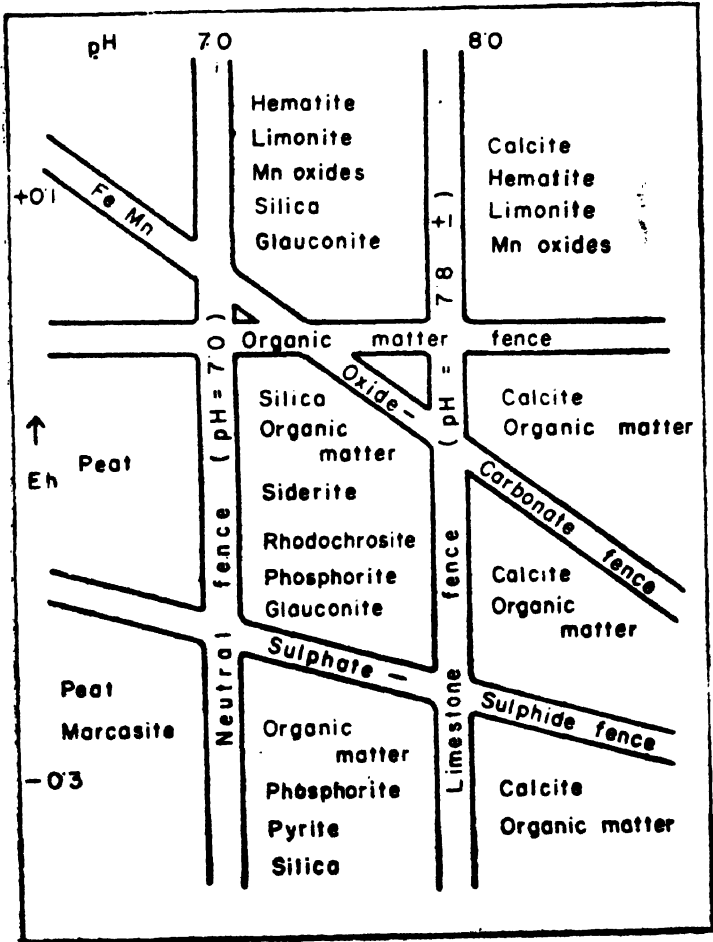 pH
7.0
8.0
Hematite
Limonite
Mn oxides
Silica
Glauconite
Calcite
Hematite
Limonite
Mn oxides
+0.1
Fe Mn
Oxide –
Carbonate fence
Organic matter fence
Neutral fence (pH = 7.0)
Limestone fence (pH = 7.8 ±)
Eh
Peat
Silica
Organic
matter
Siderite
Rhodochrosite
Phosphorite
Glauconite
Calcite
Organic matter
Calcite
Organic
matter
Sulphate –
Sulphide fence
Peat
Marcasite
-0.3
Organic
matter
Phosphorite
Pyrite
Silica
Calcite
Organic matter